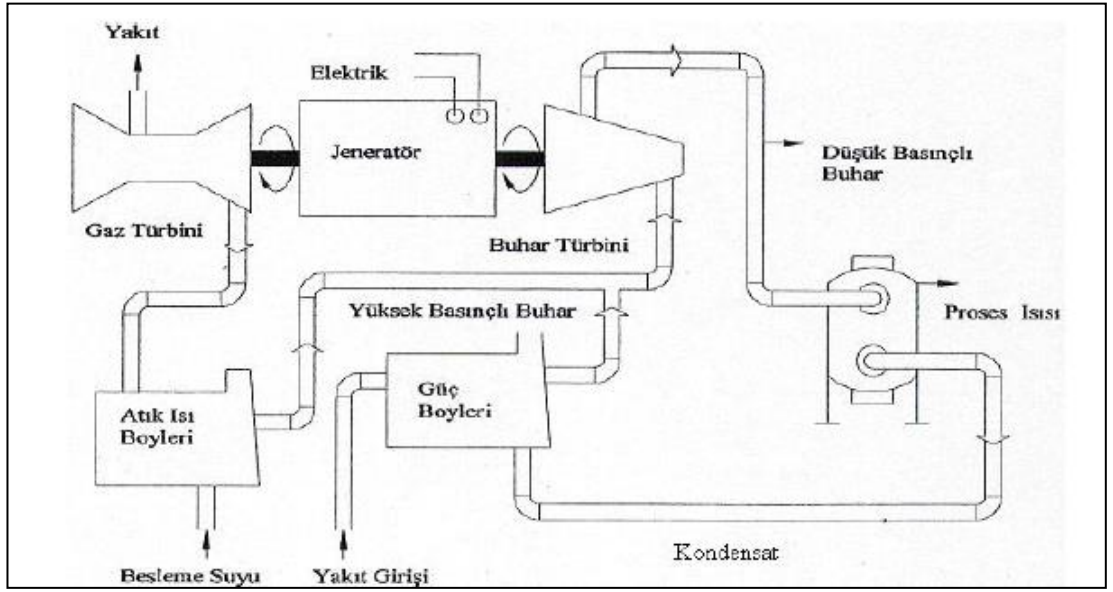 Yakıt
Elektrik
Jeneratör
Düşük Basınçlı
Buhar
Gaz Türbini
Buhar Türbini
Yüksek Basınçlı Buhar
Proses Isısı
Atık Isı
Boyleri
Güç
Boyleri
Kondensat
Besleme Suyu
Yakıt Girişi